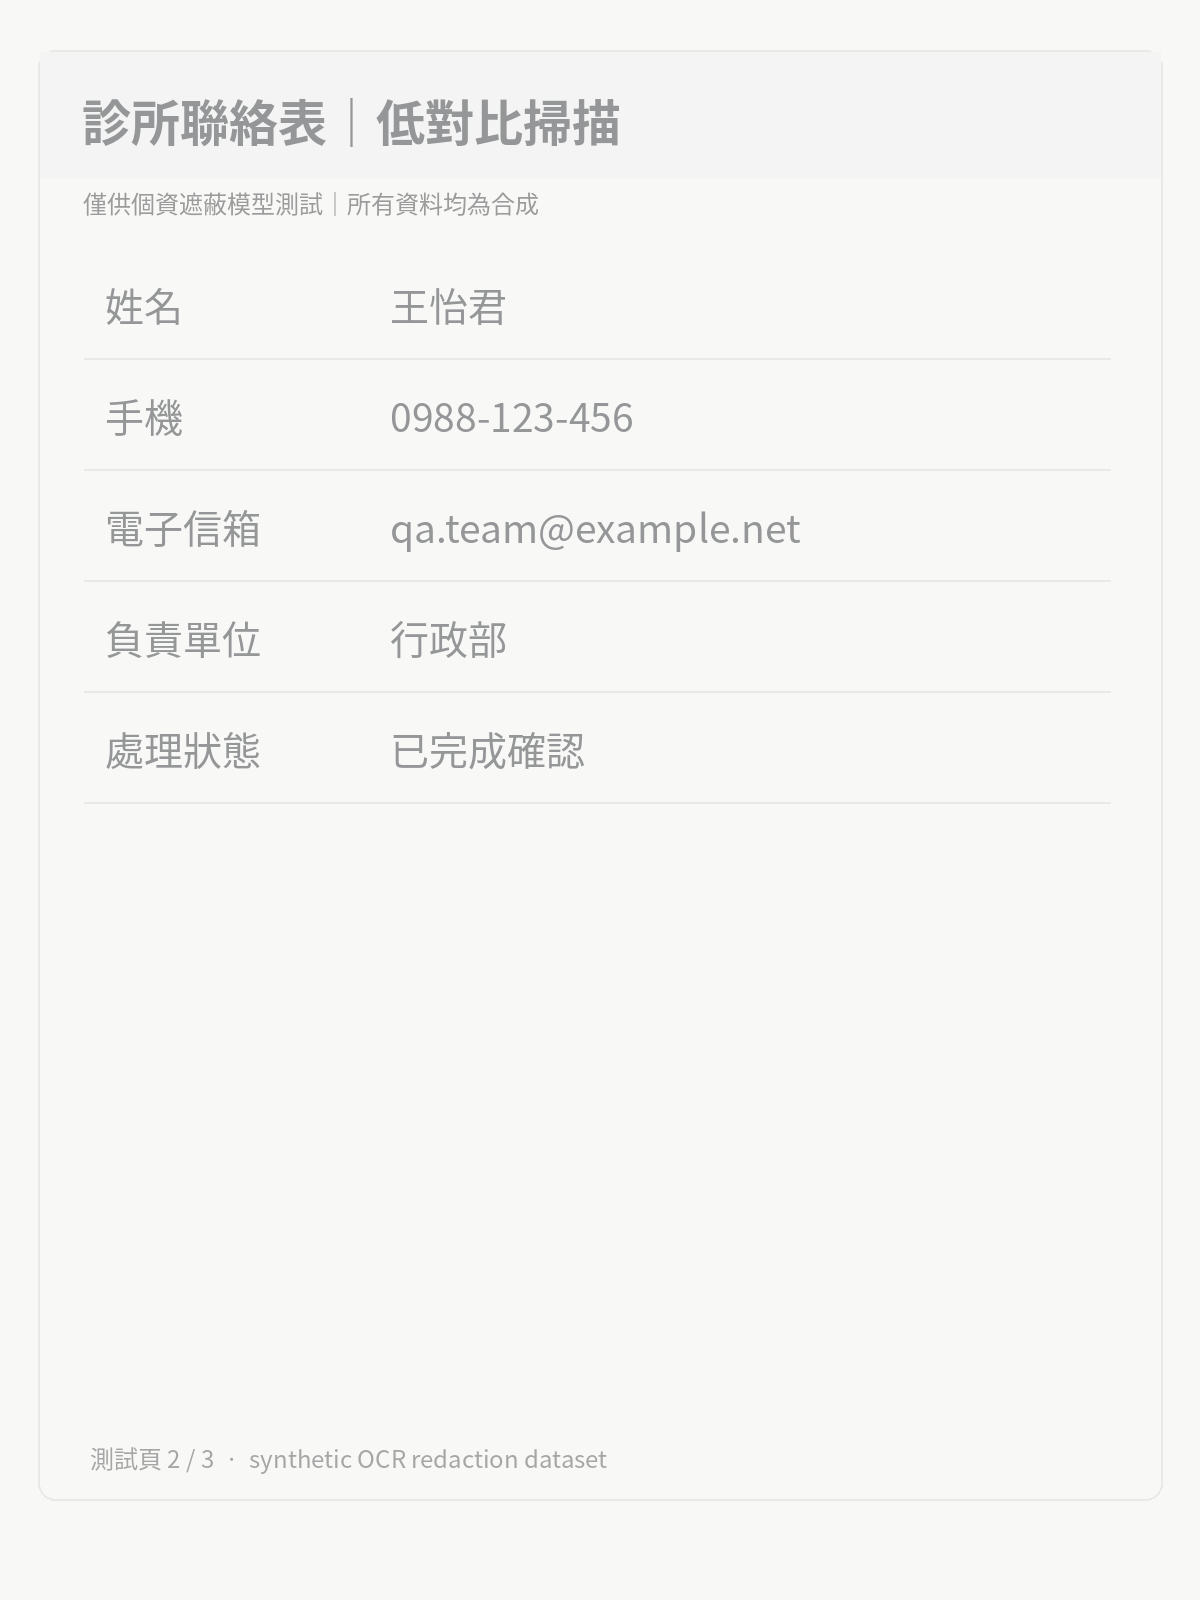 診所聯絡表｜低對比掃描
僅供個資遮蔽模型測試｜所有資料均為合成
姓名 王怡君
手機 0988-123-456
電子信箱 qa.team@example.net
負責單位 行政部
處理狀態 已完成確認
測試頁 2 / 3 · synthetic OCR redaction dataset